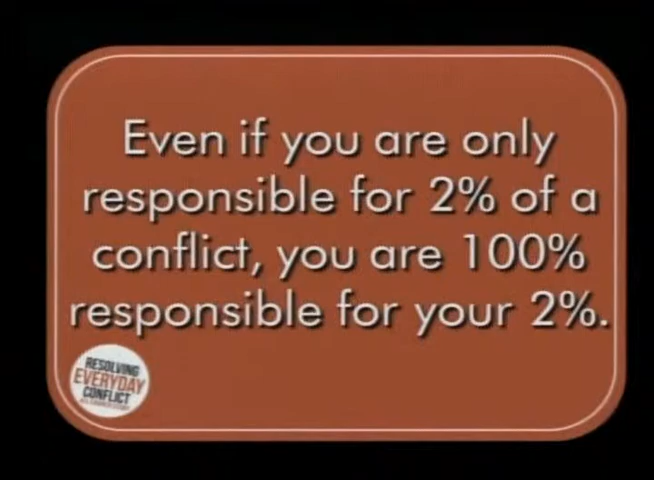 Even if you are only
responsible for 2% of a
conflict, you are 100%
responsible for your 2%.
RESOLVING
EVERYDAY
CONFLICT